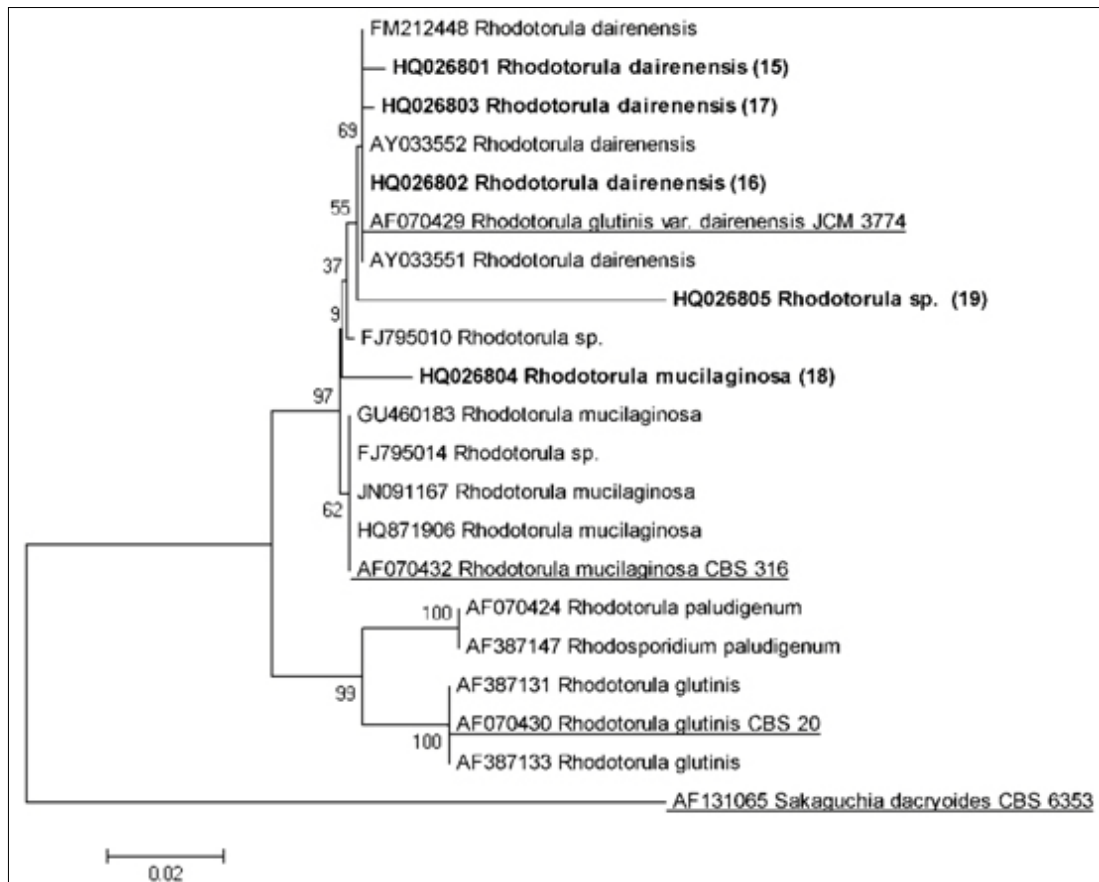 FM212448 Rhodotorula dairenensis
HQ026801 Rhodotorula dairenensis (15)
HQ026803 Rhodotorula dairenensis (17)
69
AY033552 Rhodotorula dairenensis
HQ026802 Rhodotorula dairenensis (16)
55
AF070429 Rhodotorula glutinis var. dairenensis JCM 3774
AY033551 Rhodotorula dairenensis
37
HQ026805 Rhodotorula sp. (19)
9
FJ795010 Rhodotorula sp.
HQ026804 Rhodotorula mucilaginosa (18)
97
GU460183 Rhodotorula mucilaginosa
FJ795014 Rhodotorula sp.
JN091167 Rhodotorula mucilaginosa
62
HQ871906 Rhodotorula mucilaginosa
AF070432 Rhodotorula mucilaginosa CBS 316
100
AF070424 Rhodotorula paludigenum
AF387147 Rhodosporidium paludigenum
99
AF387131 Rhodotorula glutinis
AF070430 Rhodotorula glutinis CBS 20
100
AF387133 Rhodotorula glutinis
AF131065 Sakaguchia dacryoides CBS 6353
0.02